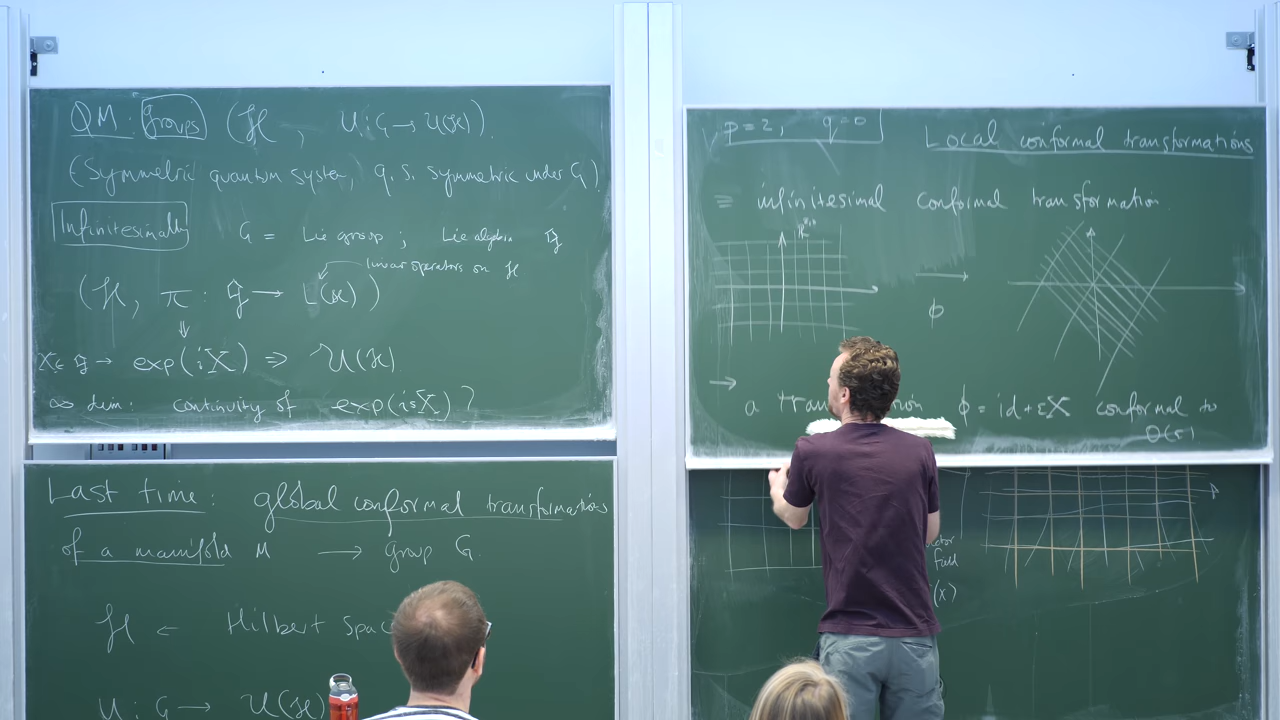 QM: groups (ℋ, U: G → U(ℋ)).
(Symmetric quantum system, q. s. symmetric under G)
Infinitesimally G = Lie group; Lie algebra 𝔤
linear operators on ℋ
(ℋ, π: 𝔤 → L(ℋ))
X ∈ 𝔤 → exp(iX) ⇒ U(ℋ)
∞ dim: continuity of exp(isX)?
Last time: global conformal transformations
of a manifold M → group G.
ℋ ← Hilbert Spac
U: G → U(ℋ)
p=2, q=0
Local conformal transformations
= infinitesimal conformal transformation
ϕ
→
a tran ϕ = id + εX conformal to
field
(x)